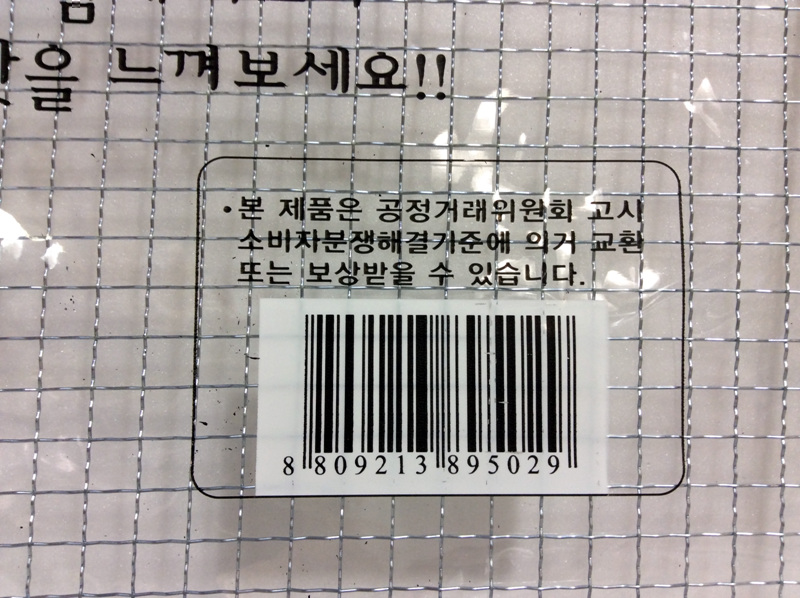 을 느껴보세요!!
•본 제품은 공정거래위원회 고시
소비자분쟁해결기준에 의거 교환
또는 보상받을 수 있습니다.
8 809213 895029